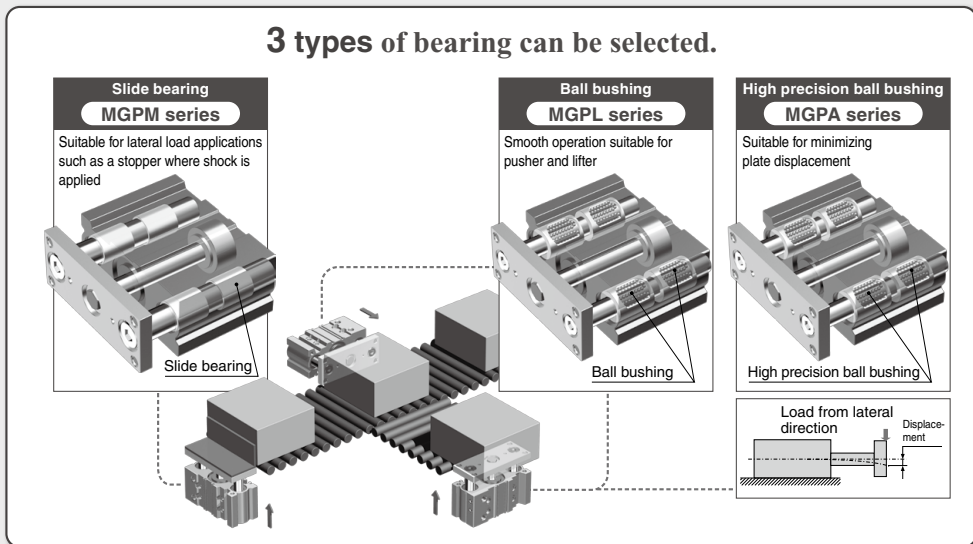 3 types of bearing can be selected.
Slide bearing
MGPM series
Suitable for lateral load applications
such as a stopper where shock is
applied
Slide bearing
Ball bushing
MGPL series
Smooth operation suitable for
pusher and lifter
Ball bushing
High precision ball bushing
MGPA series
Suitable for minimizing
plate displacement
High precision ball bushing
Load from lateral
direction
Displace-
ment